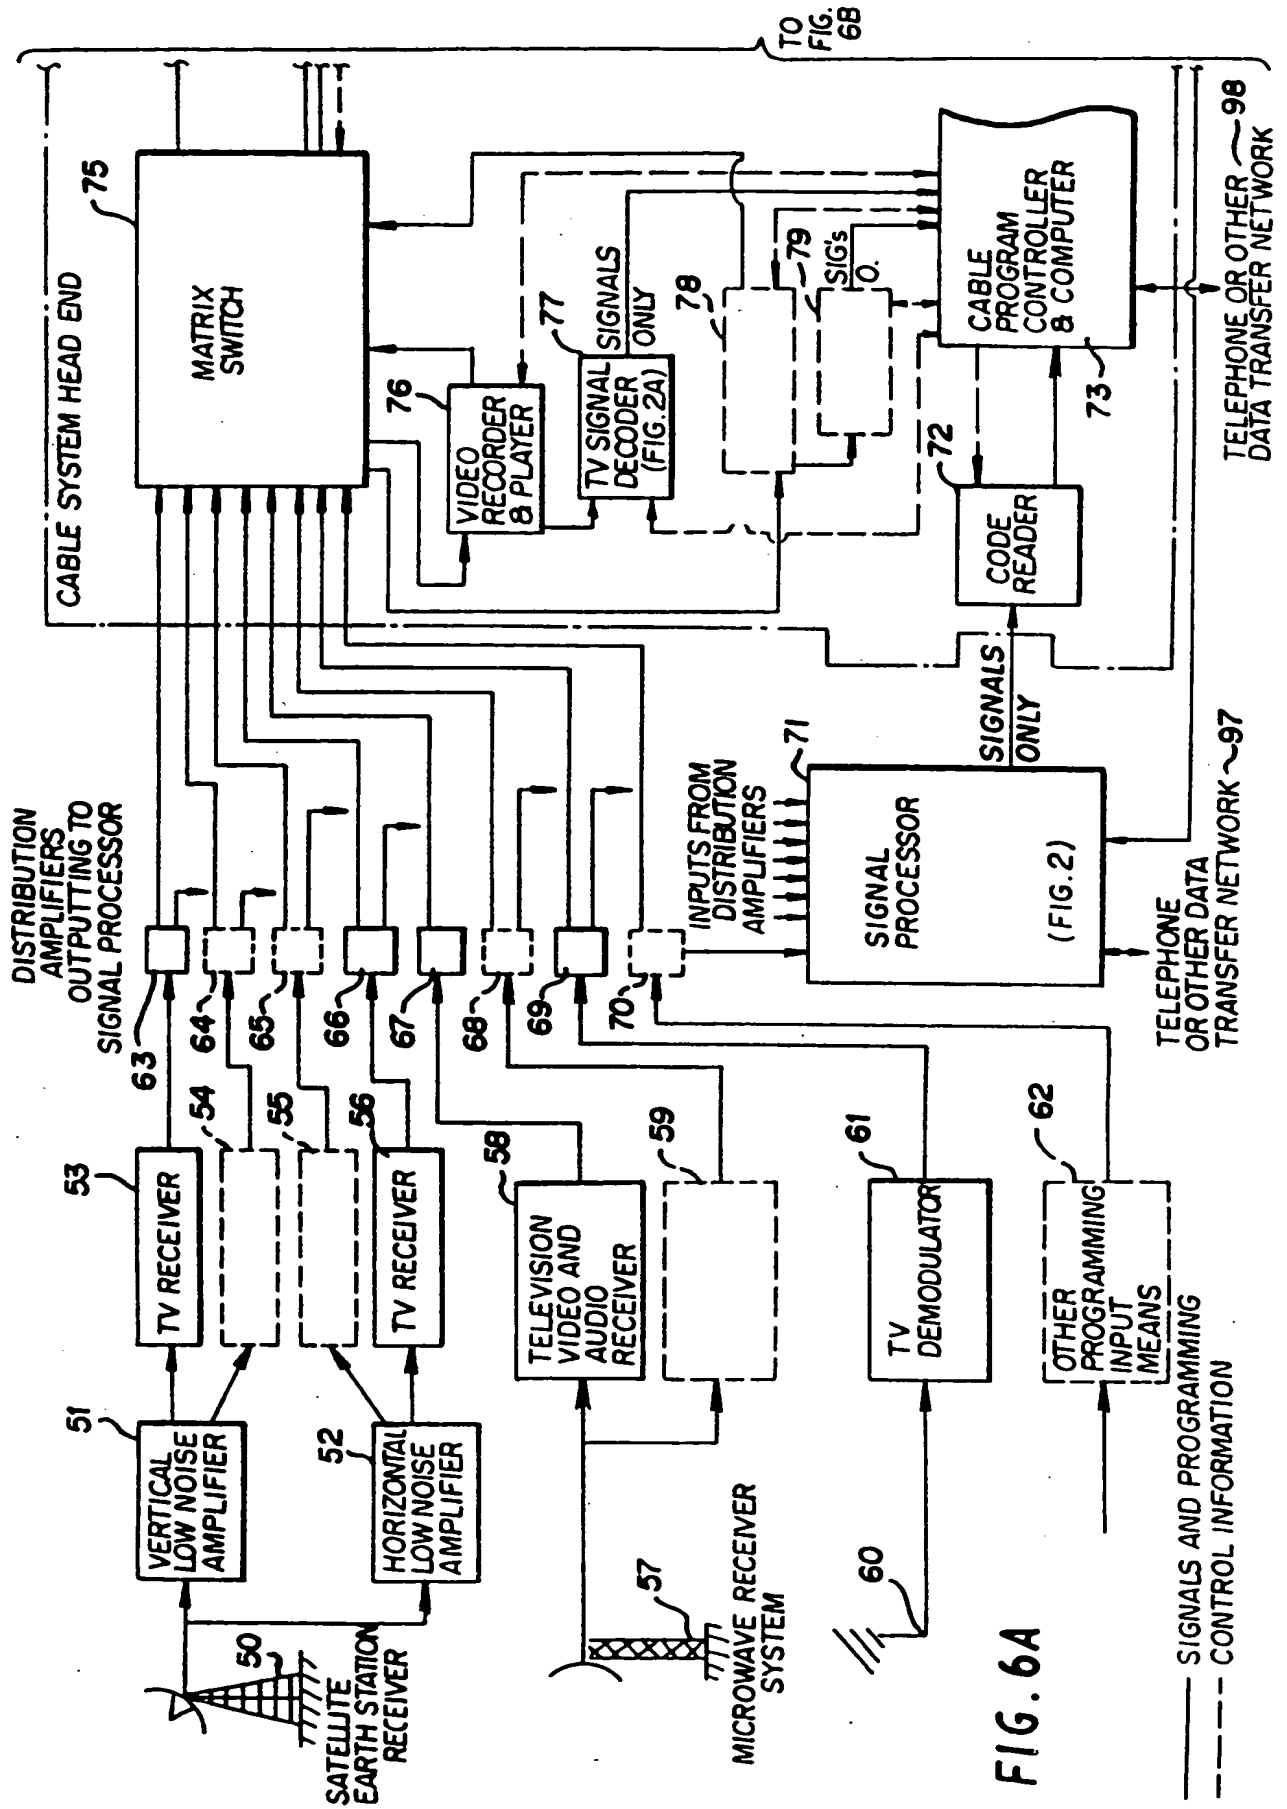 CABLE SYSTEM HEAD END
TO
FIG.
6B
75
MATRIX
SWITCH
DISTRIBUTION
AMPLIFIERS
OUTPUTTING TO
SIGNAL PROCESSOR
63
64
65
66
67
68
69
70
53
TV RECEIVER
54
55
56
TV RECEIVER
51
VERTICAL
LOW NOISE
AMPLIFIER
52
HORIZONTAL
LOW NOISE
AMPLIFIER
50
SATELLITE
EARTH STATION
RECEIVER
58
TELEVISION
VIDEO AND
AUDIO
RECEIVER
59
57
MICROWAVE RECEIVER
SYSTEM
61
TV
DEMODULATOR
60
62
OTHER
PROGRAMMING
INPUT
MEANS
76
VIDEO
RECORDER
& PLAYER
77
TV SIGNAL
DECODER
(FIG. 2A)
SIGNALS
ONLY
78
79
SIG's
O.
INPUTS FROM
DISTRIBUTION
AMPLIFIERS
71
SIGNAL
PROCESSOR
(FIG. 2)
SIGNALS
ONLY
72
CODE
READER
CABLE
PROGRAM
CONTROLLER
& COMPUTER
73
TELEPHONE
OR OTHER DATA
TRANSFER NETWORK 97
TELEPHONE OR OTHER 98
DATA TRANSFER NETWORK
FIG. 6A
SIGNALS AND PROGRAMMING
CONTROL INFORMATION